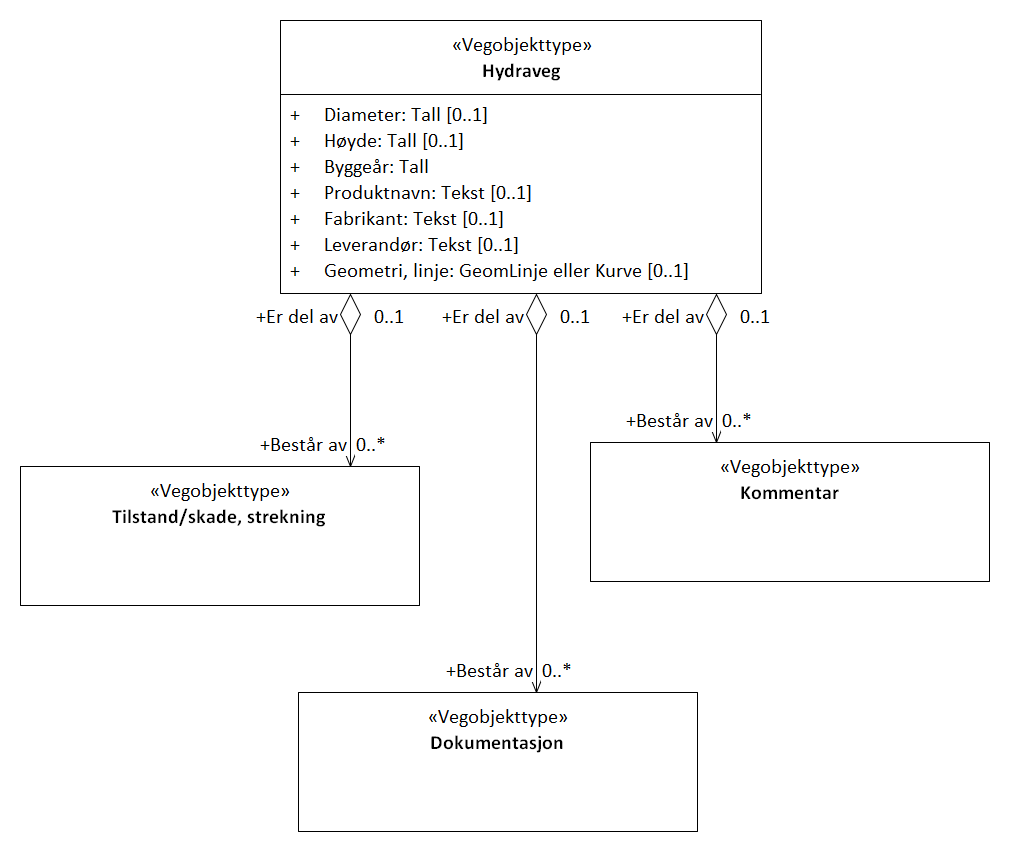 «Vegobjekttype»
Hydraveg
+ Diameter: Tall [0..1]
+ Høyde: Tall [0..1]
+ Byggeår: Tall
+ Produktnavn: Tekst [0..1]
+ Fabrikant: Tekst [0..1]
+ Leverandør: Tekst [0..1]
+ Geometri, linje: GeomLinje eller Kurve [0..1]
+Er del av 0..1 +Er del av 0..1 +Er del av 0..1
+Består av 0..*
+Består av 0..*
«Vegobjekttype»
Kommentar
«Vegobjekttype»
Tilstand/skade, strekning
+Består av 0..*
«Vegobjekttype»
Dokumentasjon